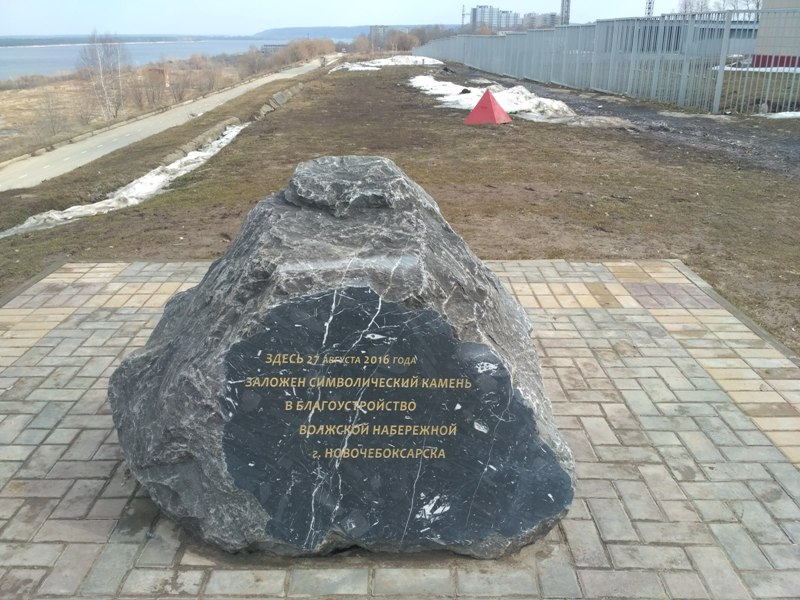 ЗДЕСЬ 27 АВГУСТА 2016 ГОДА
ЗАЛОЖЕН СИМВОЛИЧЕСКИЙ КАМЕНЬ
В БЛАГОУСТРОЙСТВО
ВОЛЖСКОЙ НАБЕРЕЖНОЙ
г. НОВОЧЕБОКСАРСКА